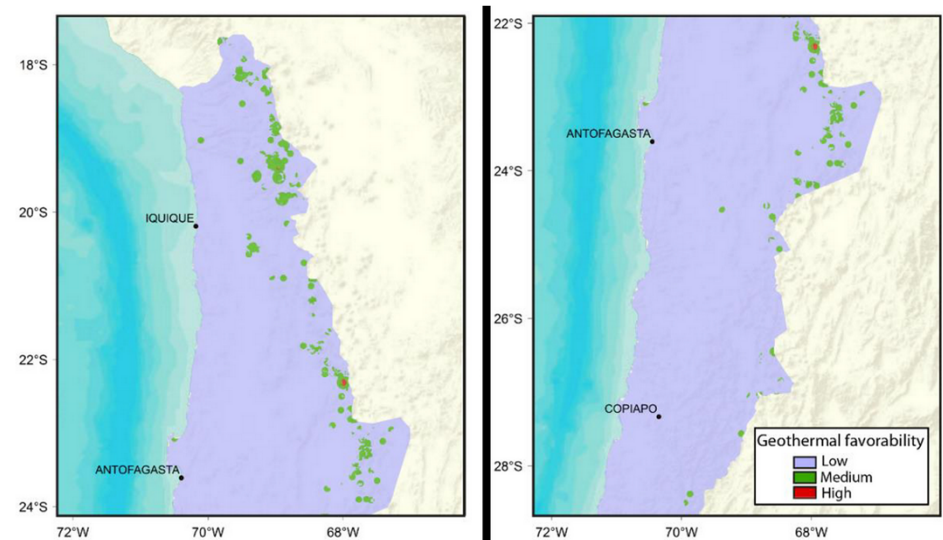 18°S
20°S
22°S
24°S
72°W
70°W
68°W
IQUIQUE
ANTOFAGASTA
22°S
24°S
26°S
28°S
72°W
70°W
68°W
ANTOFAGASTA
COPIAPO
Geothermal favorability
Low
Medium
High